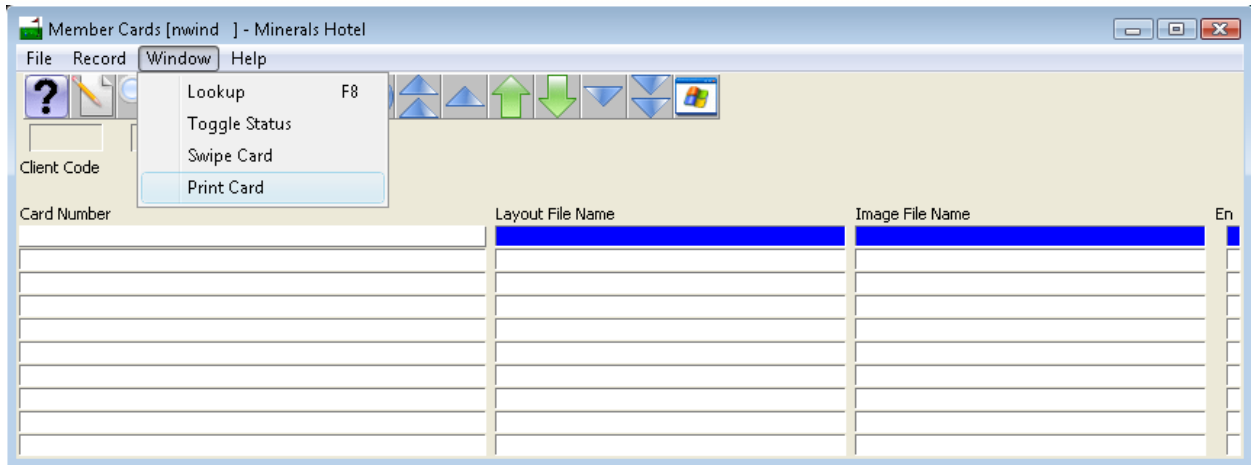 Member Cards [nwind   ] - Minerals Hotel
File Record Window Help
?
Lookup F8
Toggle Status
Swipe Card
Print Card
Client Code
Card Number Layout File Name Image File Name En